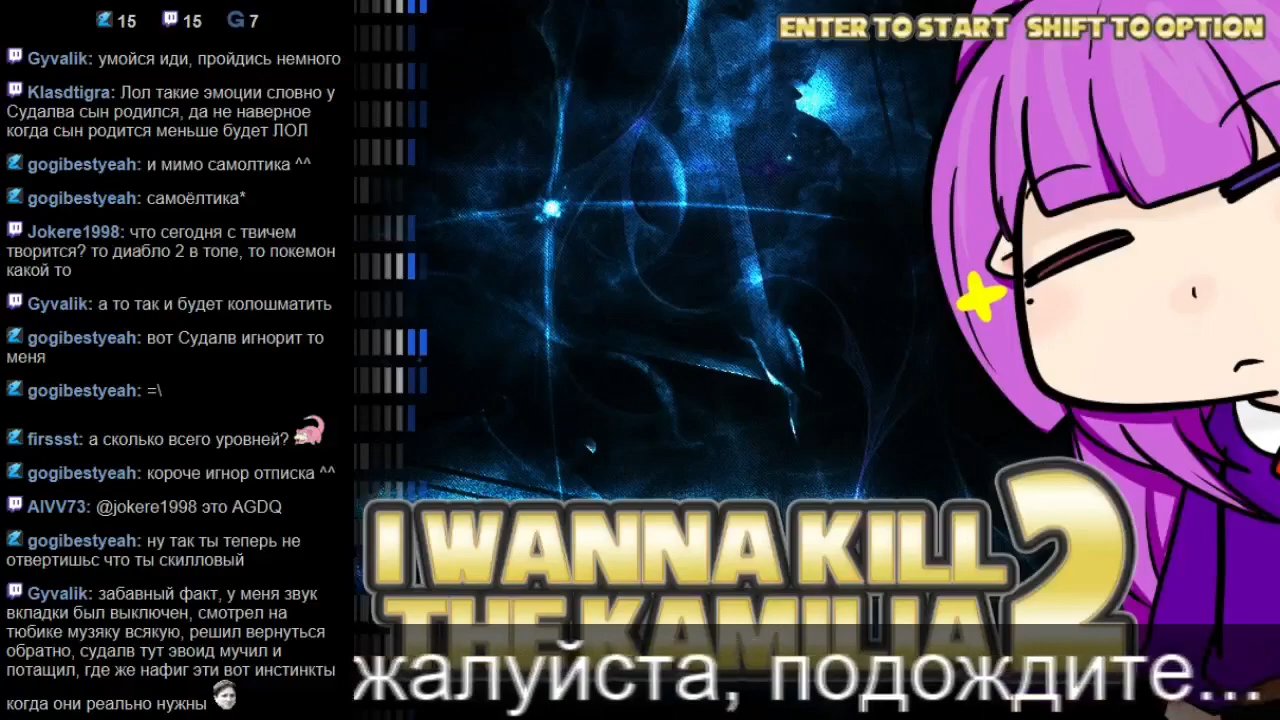 15 15 7
Gyvalik: умойся иди, пройдись немного
Klasdtigra: Лол такие эмоции словно у
Судалва сын родился, да не наверное
когда сын родится меньше будет ЛОЛ
gogibestyeah: и мимо самолтика ^^
gogibestyeah: самоёлтика*
Jokere1998: что сегодня с твичем
творится? то диабло 2 в топе, то покемон
какой то
Gyvalik: а то так и будет колошматить
gogibestyeah: вот Судалв игнорит то
меня
gogibestyeah: =\
firssst: а сколько всего уровней?
gogibestyeah: короче игнор отписка ^^
AIVV73: @jokere1998 это AGDQ
gogibestyeah: ну так ты теперь не
отвертишьс что ты скилловый
Gyvalik: забавный факт, у меня звук
вкладки был выключен, смотрел на
тюбике музяку всякую, решил вернуться
обратно, судалв тут эвоид мучил и
потащил, где же нафиг эти вот инстинкты
когда они реально нужны
ENTER TO START SHIFT TO OPTION
I WANNA KILL
THE KAMILIA 2
жалуйста, подождите...